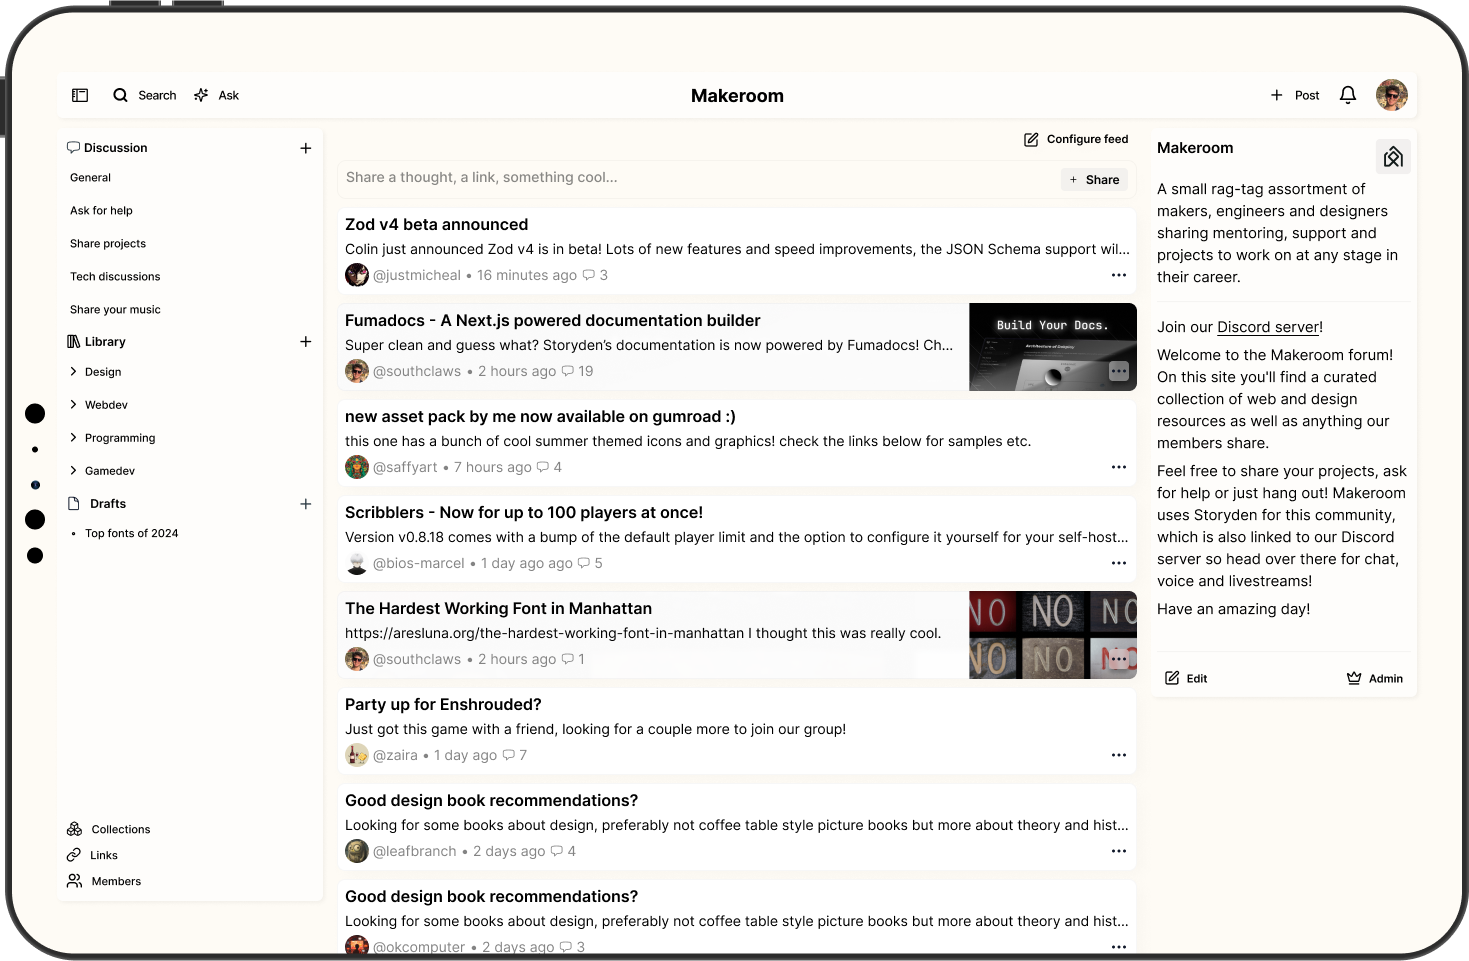 Search
Ask
Makeroom
Post
Discussion
General
Ask for help
Share projects
Tech discussions
Share your music
Library
Design
Webdev
Programming
Gamedev
Drafts
Top fonts of 2024
Collections
Links
Members
Configure feed
Share a thought, a link, something cool...
+ Share
Zod v4 beta announced
Colin just announced Zod v4 is in beta! Lots of new features and speed improvements, the JSON Schema support wil...
@justmicheal • 16 minutes ago 3
Fumadocs - A Next.js powered documentation builder
Super clean and guess what? Storyden’s documentation is now powered by Fumadocs! Ch...
@southclaws • 2 hours ago 19
Build Your Docs.
new asset pack by me now available on gumroad :)
this one has a bunch of cool summer themed icons and graphics! check the links below for samples etc.
@saffyart • 7 hours ago 4
Scribblers - Now for up to 100 players at once!
Version v0.8.18 comes with a bump of the default player limit and the option to configure it yourself for your self-host...
@bios-marcel • 1 day ago ago 5
The Hardest Working Font in Manhattan
https://aresluna.org/the-hardest-working-font-in-manhattan I thought this was really cool.
@southclaws • 2 hours ago 1
NO NO NO
NO NO NO
Party up for Enshrouded?
Just got this game with a friend, looking for a couple more to join our group!
@zaira • 1 day ago 7
Good design book recommendations?
Looking for some books about design, preferably not coffee table style picture books but more about theory and hist...
@leafbranch • 2 days ago 4
Good design book recommendations?
Looking for some books about design, preferably not coffee table style picture books but more about theory and hist...
@okcomputer • 2 days ago 3
Makeroom
A small rag-tag assortment of
makers, engineers and designers
sharing mentoring, support and
projects to work on at any stage in
their career.
Join our Discord server!
Welcome to the Makeroom forum!
On this site you'll find a curated
collection of web and design
resources as well as anything our
members share.
Feel free to share your projects, ask
for help or just hang out! Makeroom
uses Storyden for this community,
which is also linked to our Discord
server so head over there for chat,
voice and livestreams!
Have an amazing day!
Edit
Admin